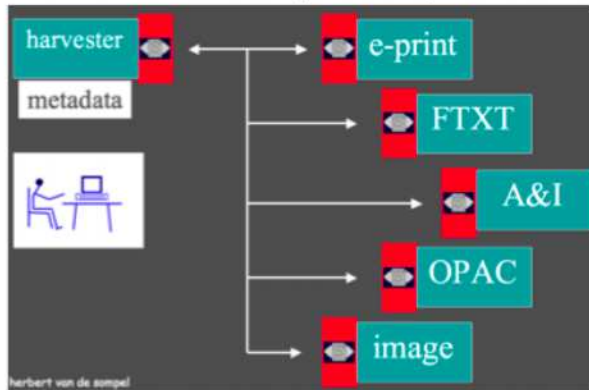 harvester
metadata
e-print
FTXT
A&I
OPAC
image
herbert van de sompel